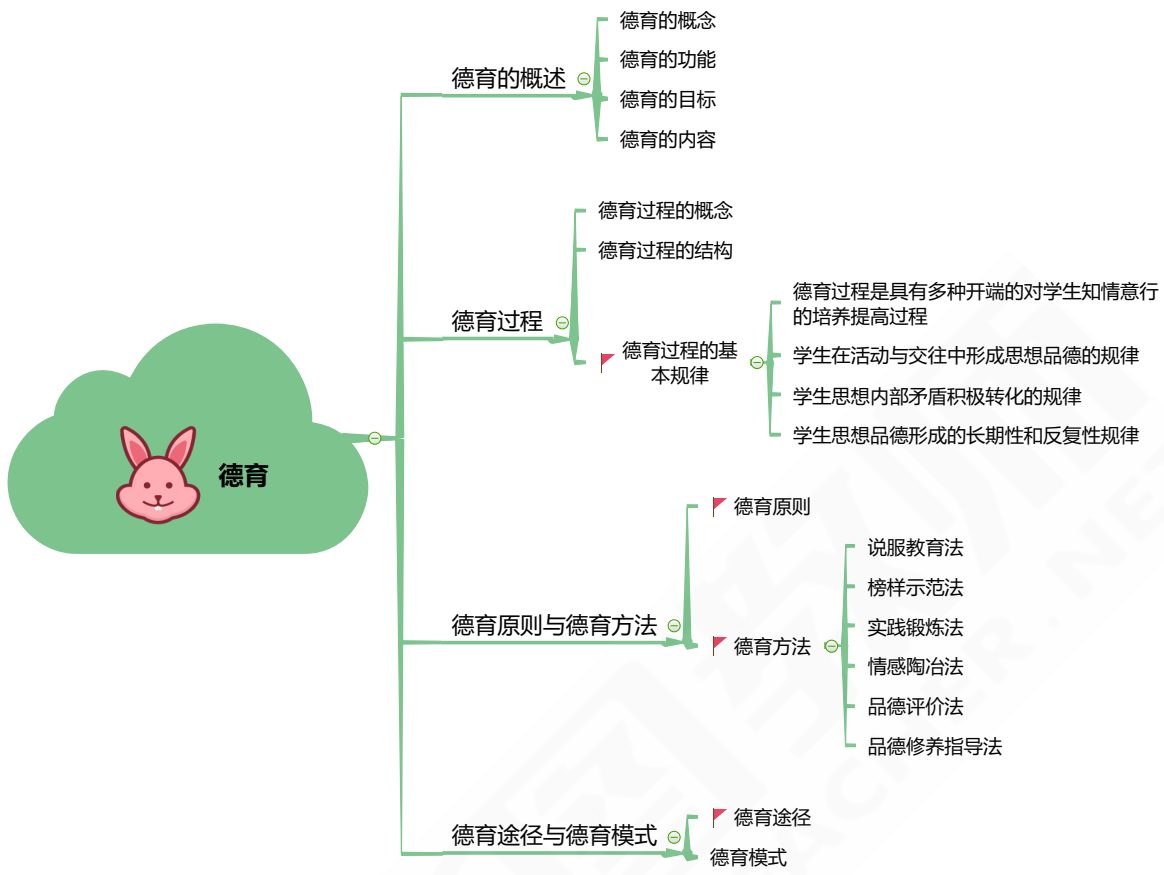 德育
德育的概述
德育的概念
德育的功能
德育的目标
德育的内容
德育过程
德育过程的概念
德育过程的结构
德育过程的基
本规律
德育过程是具有多种开端的对学生知情意行
的培养提高过程
学生在活动与交往中形成思想品德的规律
学生思想内部矛盾积极转化的规律
学生思想品德形成的长期性和反复性规律
德育原则与德育方法
德育原则
德育方法
说服教育法
榜样示范法
实践锻炼法
情感陶冶法
品德评价法
品德修养指导法
德育途径与德育模式
德育途径
德育模式